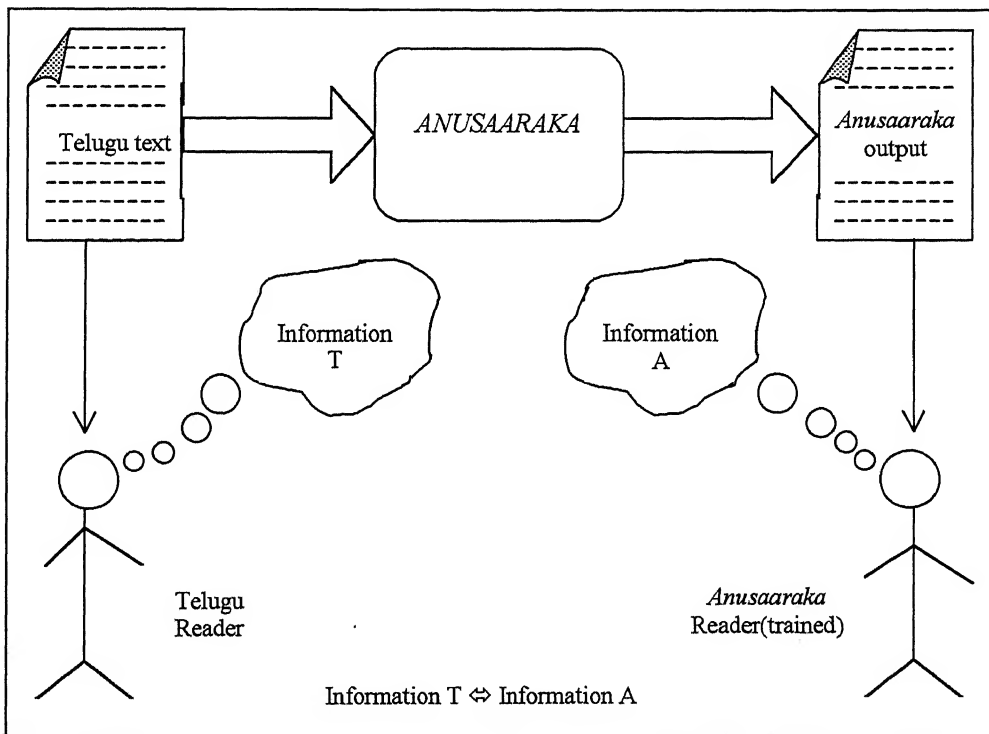 Telugu text
ANUSAARAKA
Anusaaraka
output
Information
T
Information
A
Telugu
Reader
Anusaaraka
Reader(trained)
Information T ⇔ Information A